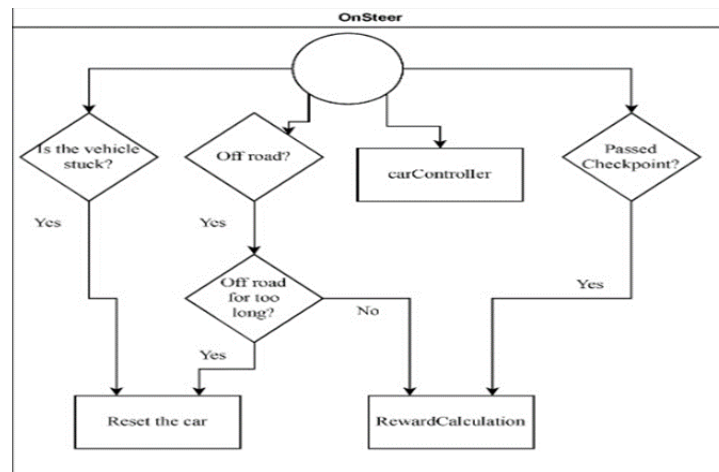 OnSteer
Is the vehicle
stuck?
Off road?
carController
Passed
Checkpoint?
Yes
Yes
Off road
for too
long?
Yes
No
Yes
Reset the car
RewardCalculation